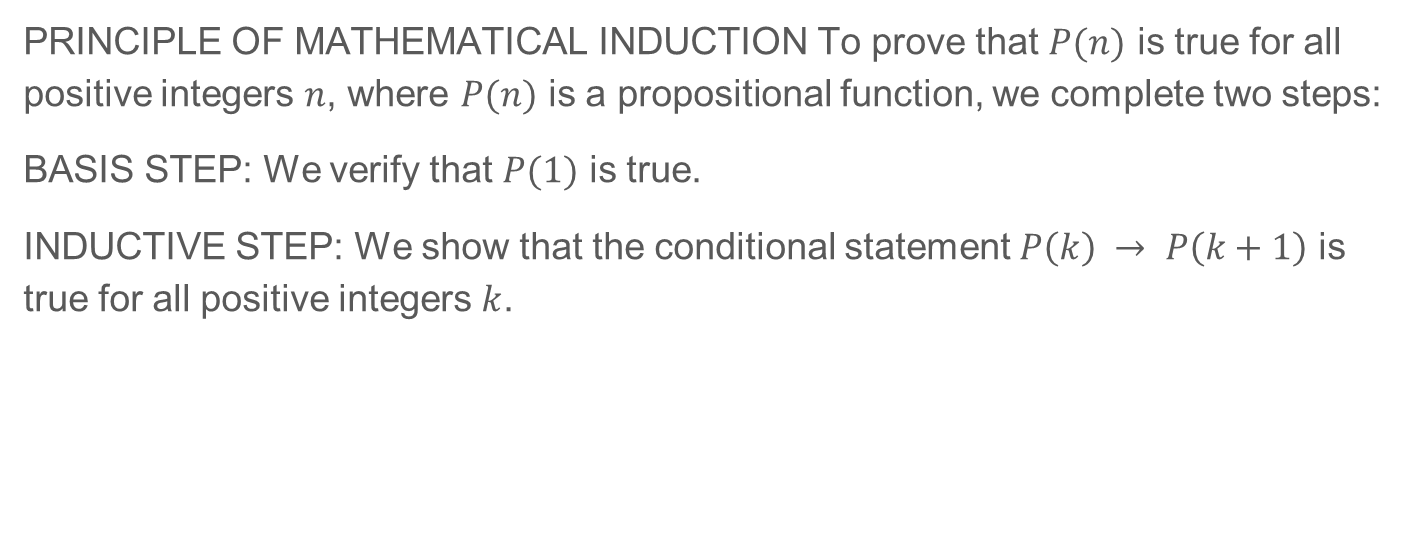 PRINCIPLE OF MATHEMATICAL INDUCTION To prove that P(n) is true for all
positive integers n, where P(n) is a propositional function, we complete two steps:
BASIS STEP: We verify that P(1) is true.
INDUCTIVE STEP: We show that the conditional statement P(k) → P(k + 1) is
true for all positive integers k.